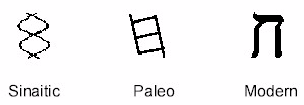 𐤇 ח
Sinaitic Paleo Modern